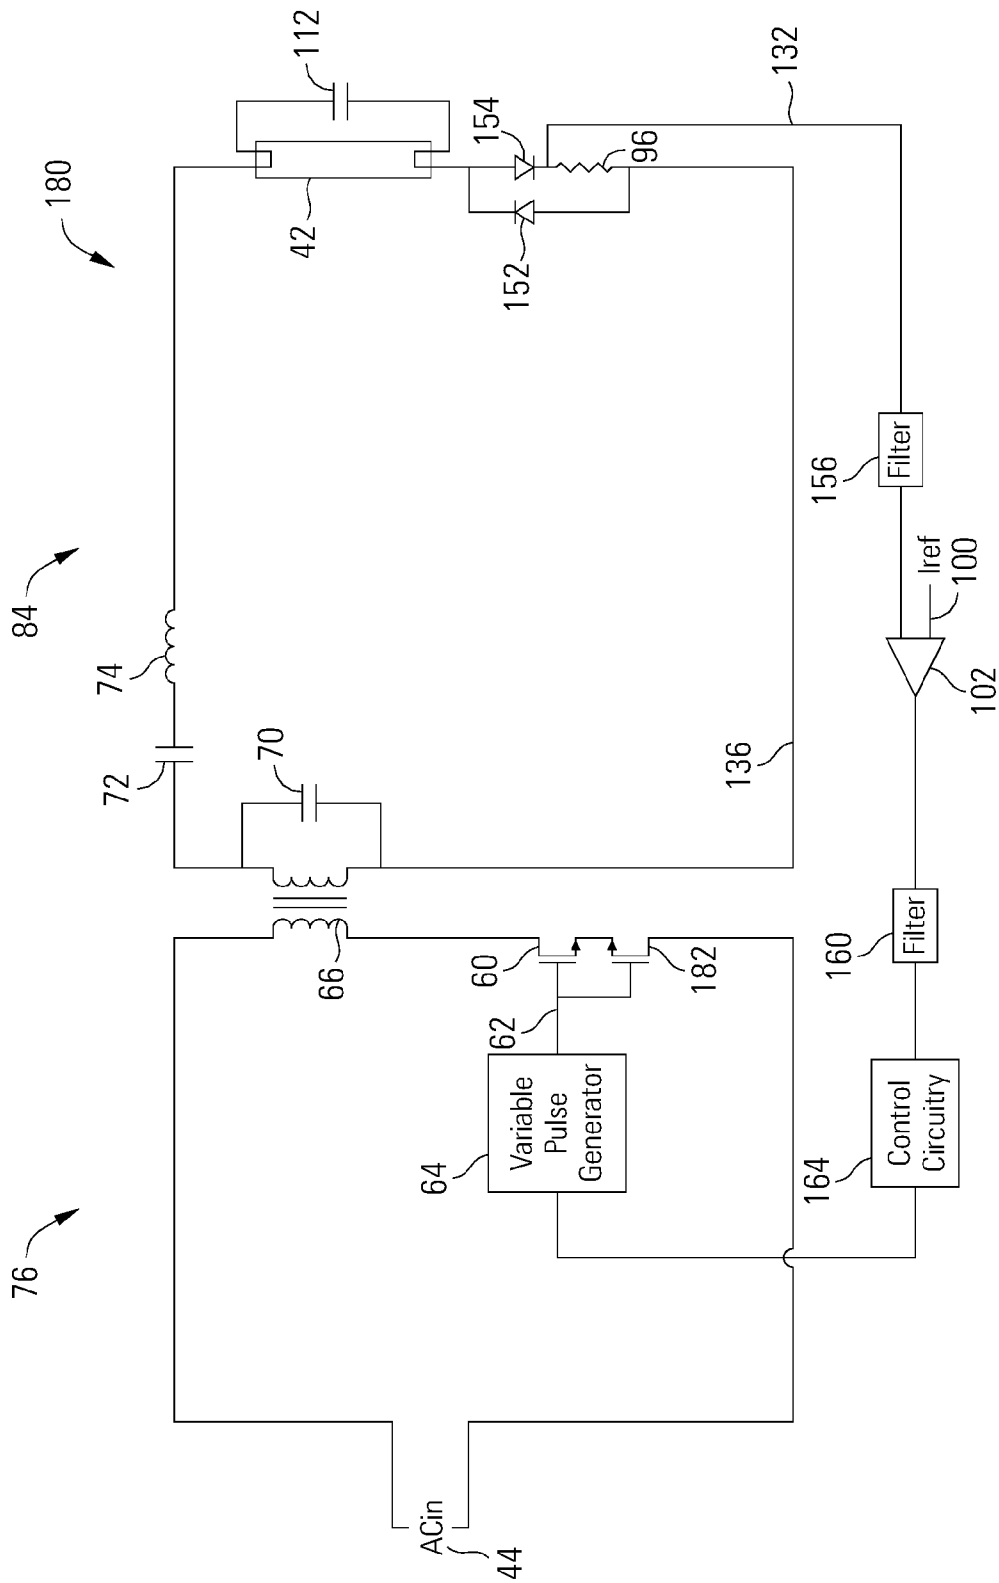 180
84
76
112
42
154
152
96
132
74
72
70
66
60
182
62
64
Variable
Pulse
Generator
136
156
Filter
Iref
100
102
160
Filter
164
Control
Circuitry
ACin
44